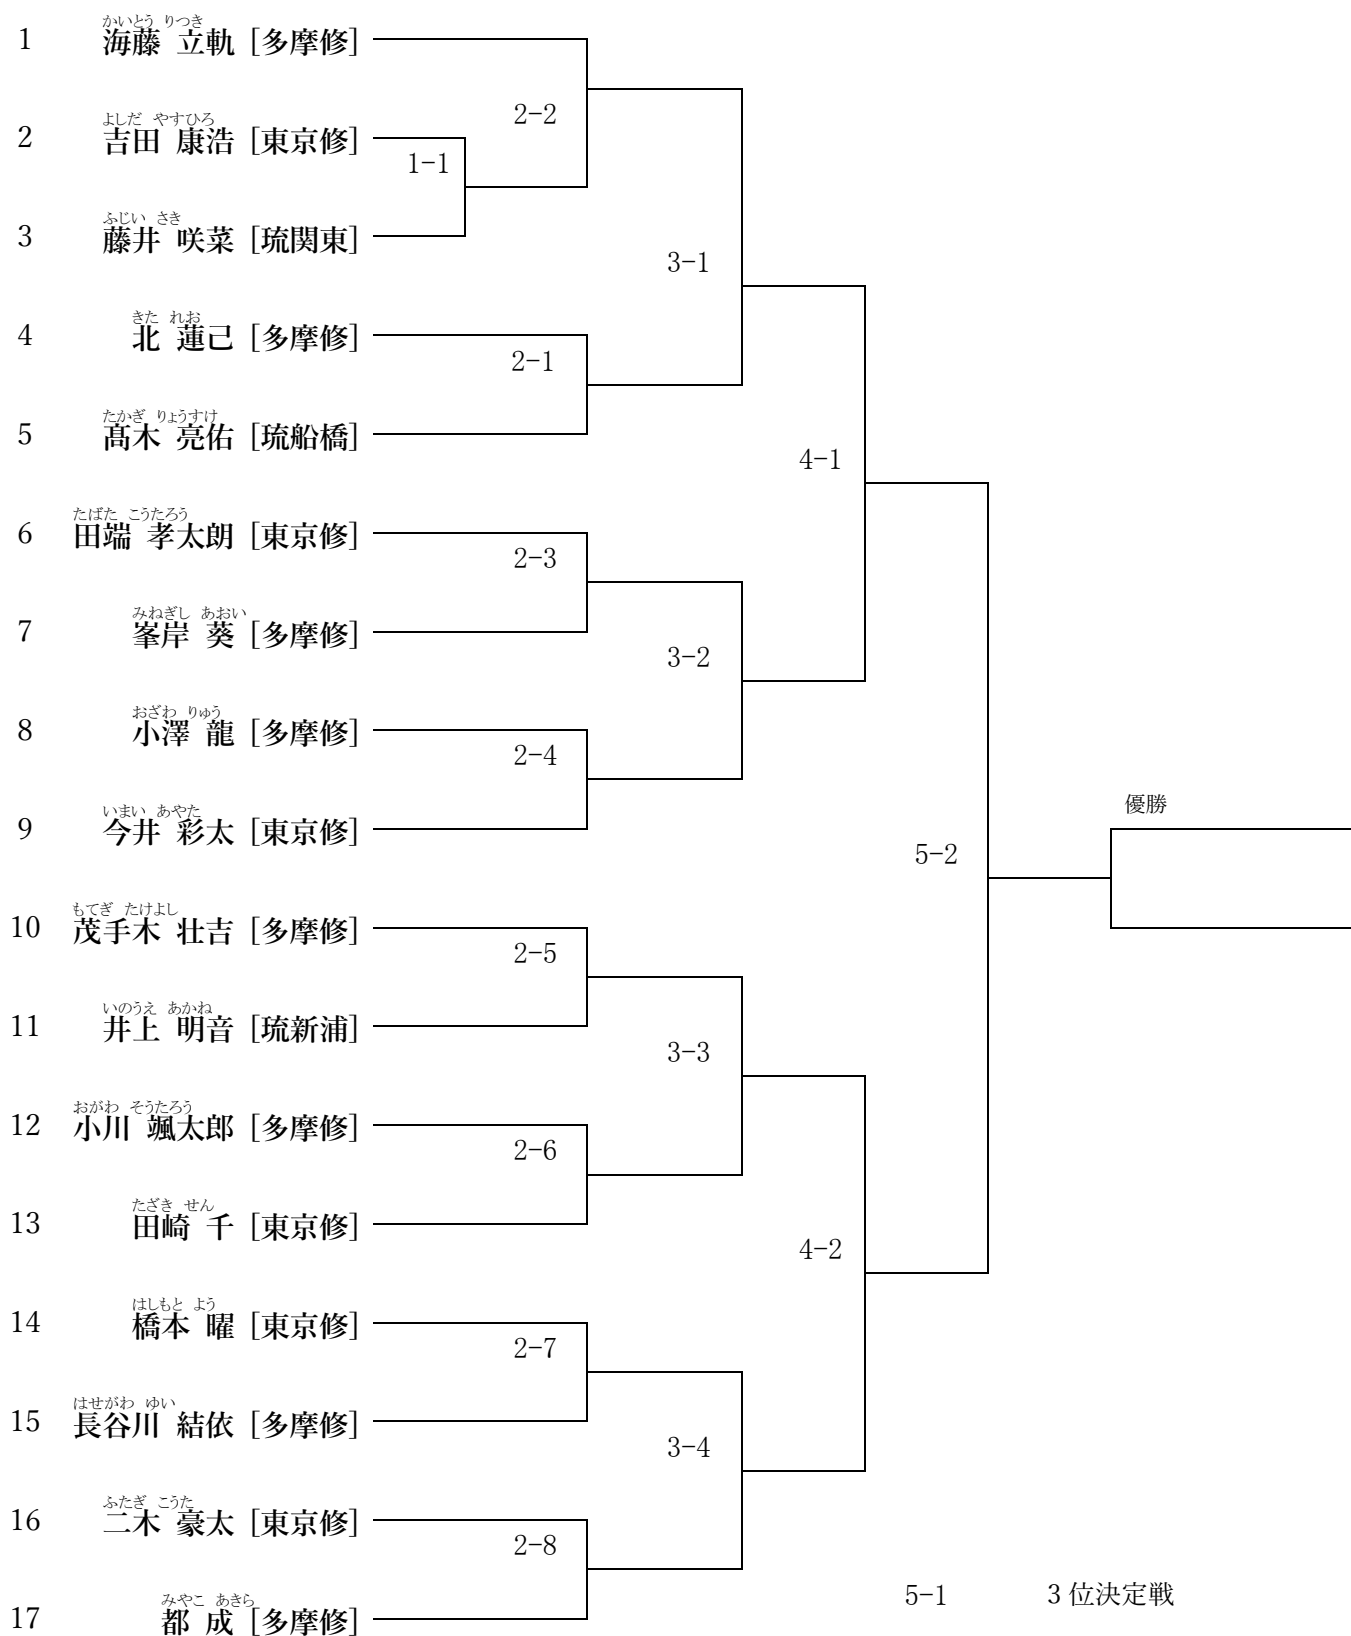 かいとう りつき
1 海藤 立軌 [多摩修]
2-2
よしだ やすひろ
2 吉田 康浩 [東京修]
1-1
ふじい さき
3 藤井 咲菜 [琉関東]
3-1
きた れお
4 北 蓮己 [多摩修]
2-1
たかぎ りょうすけ
5 髙木 亮佑 [琉船橋]
4-1
たばた こうたろう
6 田端 孝太朗 [東京修]
2-3
みねぎし あおい
7 峯岸 葵 [多摩修]
3-2
おざわ りゅう
8 小澤 龍 [多摩修]
2-4
いまい あやた
9 今井 彩太 [東京修]
優勝
5-2
もてぎ たけよし
10 茂手木 壮吉 [多摩修]
2-5
いのうえ あかね
11 井上 明音 [琉新浦]
3-3
おがわ そうたろう
12 小川 颯太郎 [多摩修]
2-6
たざき せん
13 田崎 千 [東京修]
4-2
はしもと よう
14 橋本 曜 [東京修]
2-7
はせがわ ゆい
15 長谷川 結依 [多摩修]
3-4
ふたぎ こうた
16 二木 豪太 [東京修]
2-8
5-1 3 位決定戦
みやこ あきら
17 都 成 [多摩修]